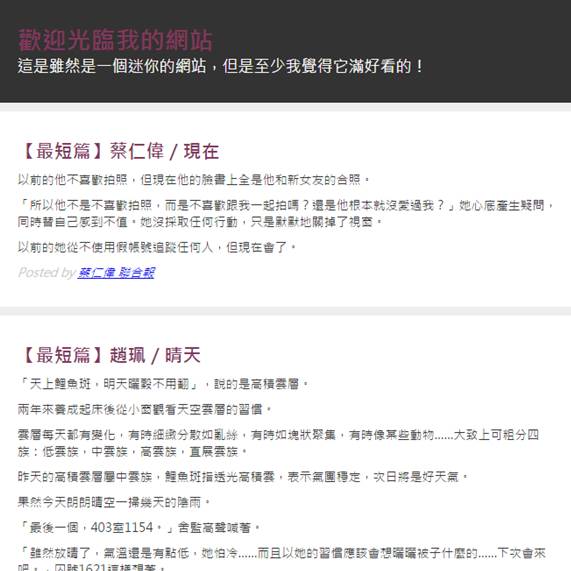 歡迎光臨我的網站
這是雖然是一個迷你的網站，但是至少我覺得它滿好看的！
【最短篇】蔡仁偉 / 現在
以前的他不喜歡拍照，但現在他的臉書上全是他和新女友的合照。
「所以他不是不喜歡拍照，而是不喜歡跟我一起拍嗎？還是他根本就沒愛過我？」她心底產生疑問，
同時替自己感到不值。她沒採取任何行動，只是默默地關掉了視窗。
以前的她從不使用假帳號追蹤任何人，但現在會了。
Posted by 蔡仁偉 聯合報
【最短篇】趙珮 / 晴天
「天上鯉魚斑，明天曬穀不用翻」，說的是高積雲層。
兩年來養成起床後從小窗觀看天空雲層的習慣。
雲層每天都有變化，有時細緻分散如亂絲，有時如塊狀聚集，有時像某些動物......大致上可粗分四
族：低雲族，中雲族，高雲族，直展雲族。
昨天的高積雲層屬中雲族，鯉魚斑指透光高積雲，表示氣團穩定，次日將是好天氣。
果然今天朗朗晴空一掃幾天的陰雨。
「最後一個，403室1154。」舍監高聲喊著。
「雖然放晴了，氣溫還是有點低，她怕冷......而且以她的習慣應該會想曬曬被子什麼的......下次會來
吧。」囚號1621這樣想著，